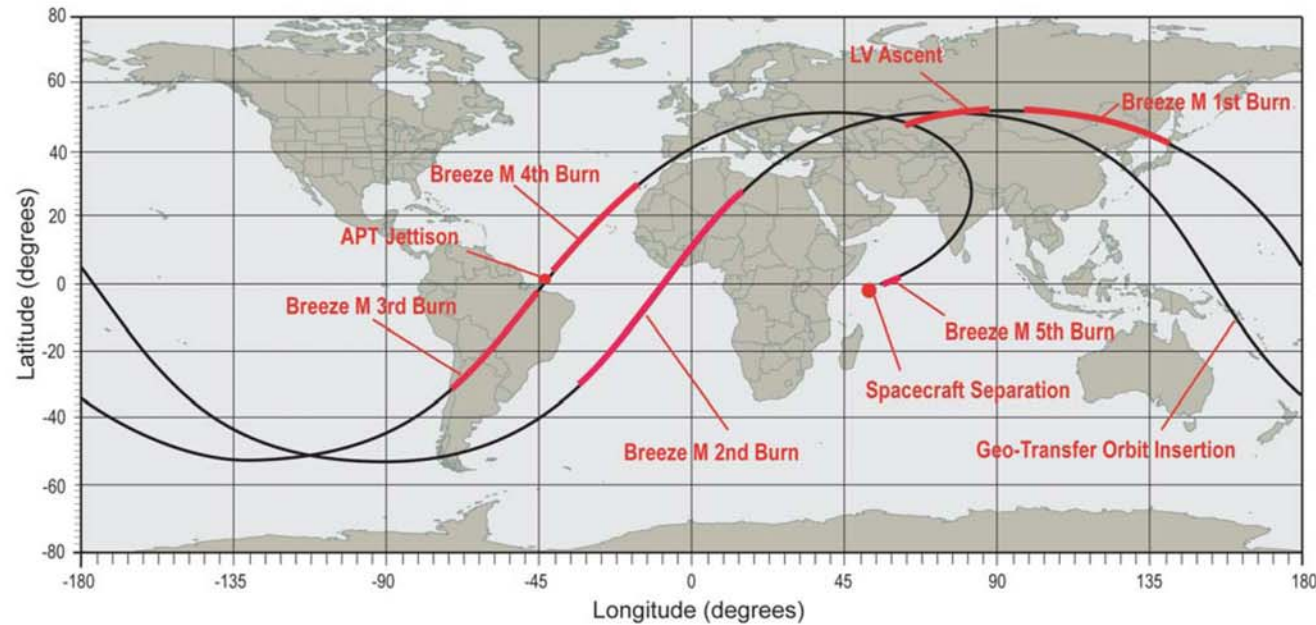 80
60
40
20
0
-20
-40
-60
-80
Latitude (degrees)
LV Ascent
Breeze M 1st Burn
Breeze M 4th Burn
APT Jettison
Breeze M 3rd Burn
Breeze M 5th Burn
Spacecraft Separation
Breeze M 2nd Burn
Geo-Transfer Orbit Insertion
-180 -135 -90 -45 0 45 90 135 180
Longitude (degrees)